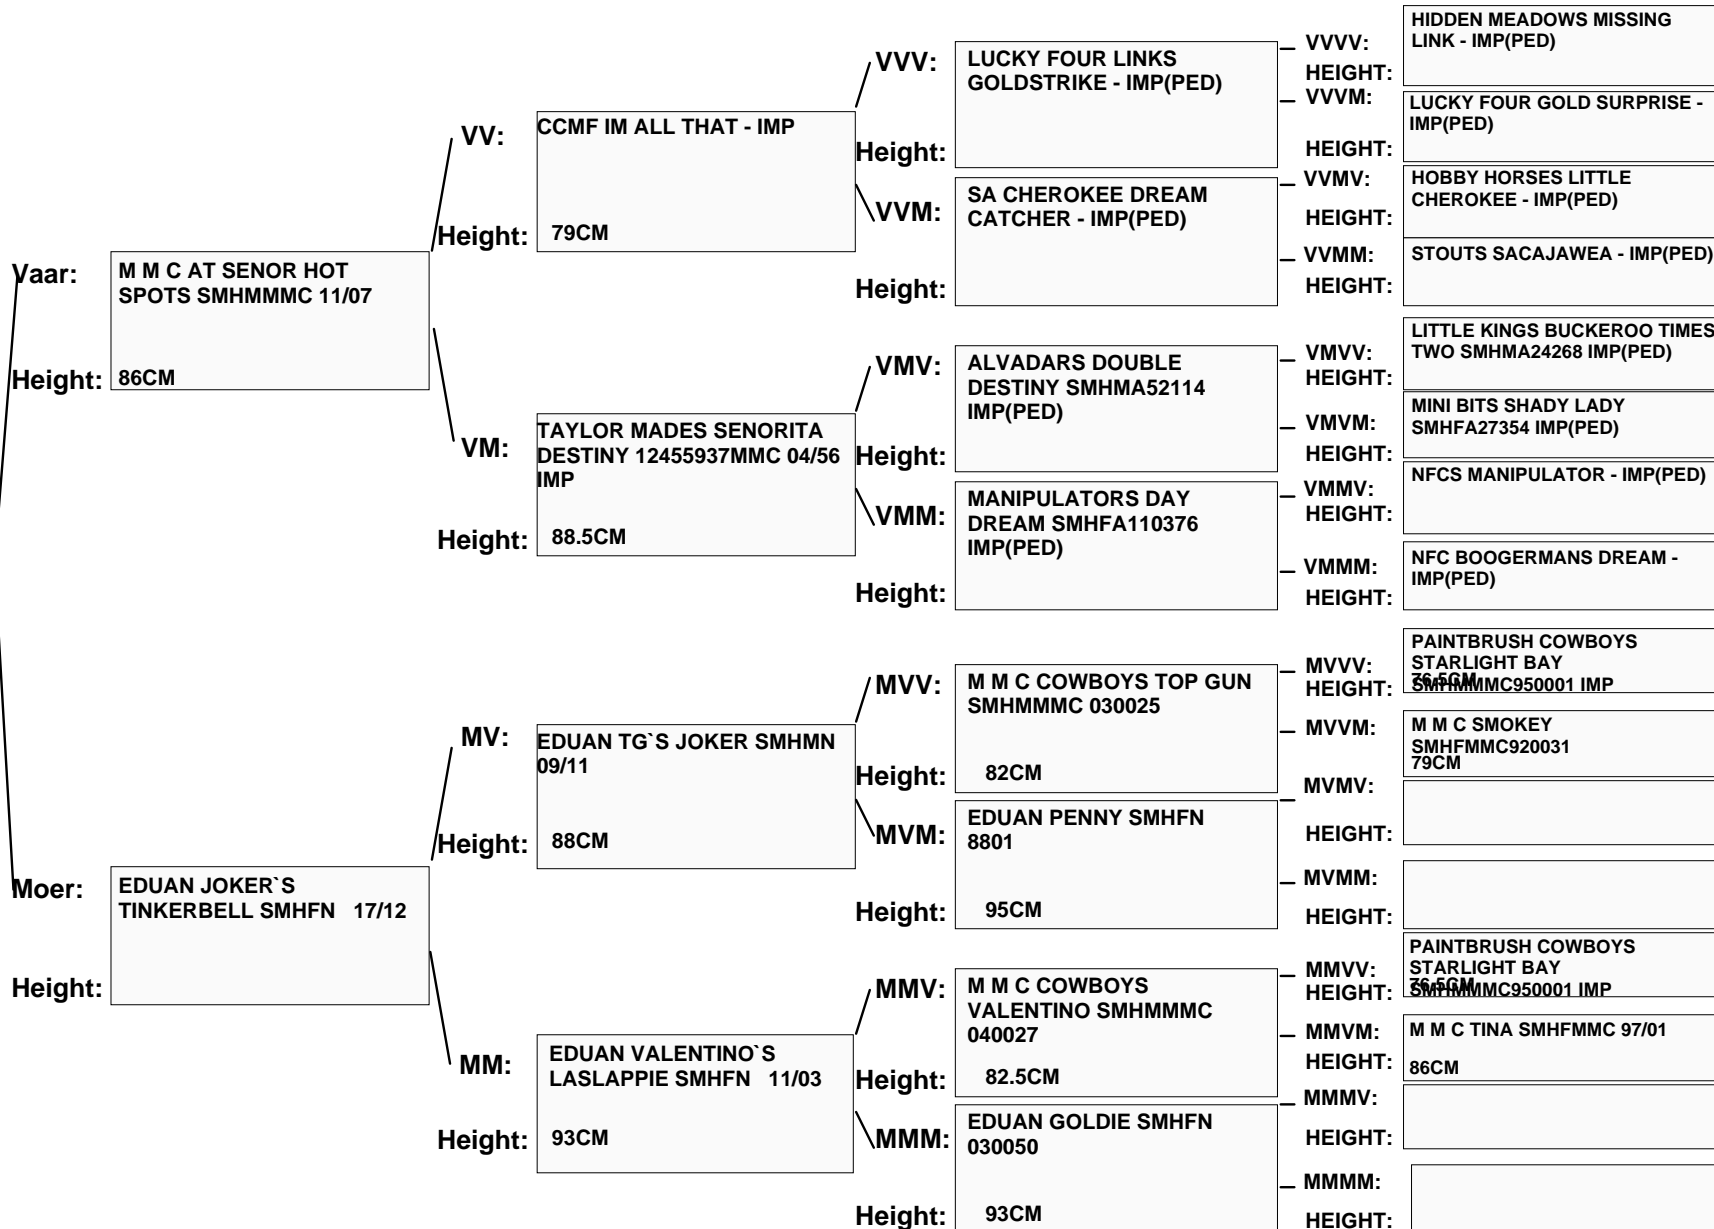 Vaar:
M M C AT SENOR HOT
SPOTS SMHMMMC 11/07
Height:
86CM
VV:
CCMF IM ALL THAT - IMP
Height:
79CM
VM:
TAYLOR MADES SENORITA
DESTINY 12455937MMC 04/56
IMP
Height:
88.5CM
VVV:
LUCKY FOUR LINKS
GOLDSTRIKE - IMP(PED)
Height:
VVM:
SA CHEROKEE DREAM
CATCHER - IMP(PED)
Height:
VMV:
ALVADARS DOUBLE
DESTINY SMHMA52114
IMP(PED)
Height:
VMM:
MANIPULATORS DAY
DREAM SMHFA110376
IMP(PED)
Height:
VVVV:
HIDDEN MEADOWS MISSING
LINK - IMP(PED)
HEIGHT:
VVVM:
LUCKY FOUR GOLD SURPRISE -
IMP(PED)
HEIGHT:
VVMV:
HOBBY HORSES LITTLE
CHEROKEE - IMP(PED)
HEIGHT:
VVMM:
STOUTS SACAJAWEA - IMP(PED)
HEIGHT:
VMVV:
LITTLE KINGS BUCKEROO TIMES
TWO SMHMA24268 IMP(PED)
HEIGHT:
VMVM:
MINI BITS SHADY LADY
SMHFA27354 IMP(PED)
HEIGHT:
VMMV:
NFCS MANIPULATOR - IMP(PED)
HEIGHT:
VMMM:
NFC BOOGERMANS DREAM -
IMP(PED)
HEIGHT:
Moer:
EDUAN JOKER`S
TINKERBELL SMHFN 17/12
Height:
MV:
EDUAN TG`S JOKER SMHMN
09/11
Height:
88CM
MM:
EDUAN VALENTINO`S
LASLAPPIE SMHFN 11/03
Height:
93CM
MVV:
M M C COWBOYS TOP GUN
SMHMMMC 030025
Height:
82CM
MVM:
EDUAN PENNY SMHFN
8801
Height:
95CM
MMV:
M M C COWBOYS
VALENTINO SMHMMMC
040027
Height:
82.5CM
MMM:
EDUAN GOLDIE SMHFN
030050
Height:
93CM
MVVV:
PAINTBRUSH COWBOYS
STARLIGHT BAY
SMHMMMC950001 IMP
HEIGHT:
76.5CM
MVVM:
M M C SMOKEY
SMHFMMC920031
79CM
MVMV:
HEIGHT:
MVMM:
HEIGHT:
MMVV:
PAINTBRUSH COWBOYS
STARLIGHT BAY
SMHMMMC950001 IMP
HEIGHT:
76.5CM
MMVM:
M M C TINA SMHFMMC 97/01
HEIGHT:
86CM
MMMV:
HEIGHT:
MMMM:
HEIGHT: